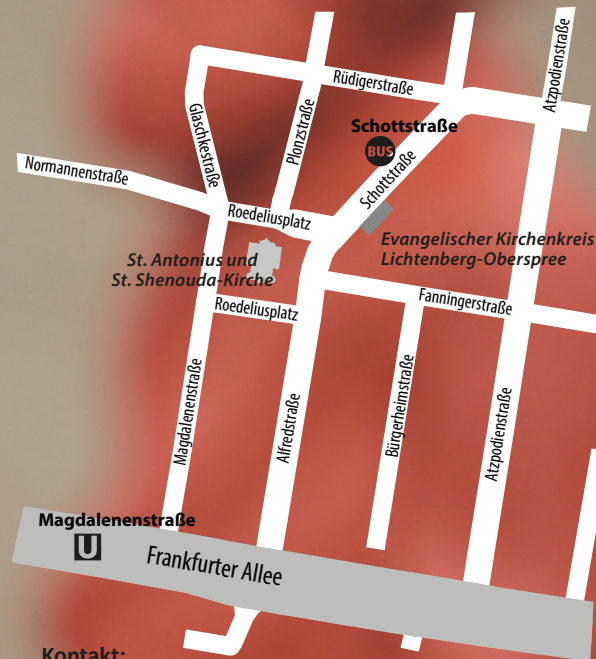 Atzpodienstraße
Rüdigerstraße
Glaschkestraße
Plonzstraße
Schottstraße
BUS
Schottstraße
Normannenstraße
Roedeliusplatz
Evangelischer Kirchenkreis
Lichtenberg-Oberspree
St. Antonius und
St. Shenouda-Kirche
Roedeliusplatz
Fanningerstraße
Magdalenenstraße
Alfredstraße
Bürgerheimstraße
Atzpodienstraße
Magdalenenstraße
U
Frankfurter Allee
Kontakt: